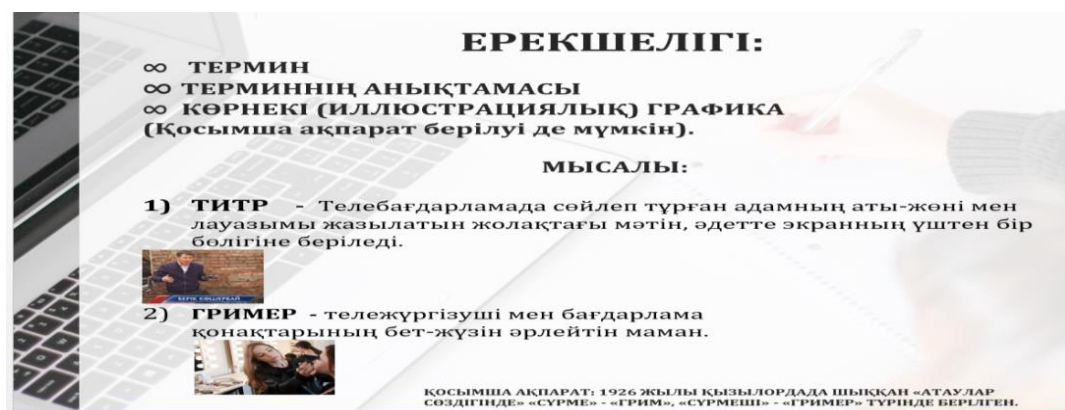 ЕРЕКШЕЛІГІ:
∞ ТЕРМИН
∞ ТЕРМИННІҢ АНЫҚТАМАСЫ
∞ КӨРНЕКІ (ИЛЛЮСТРАЦИЯЛЫҚ) ГРАФИКА
(Қосымша ақпарат берілуі де мүмкін).
МЫСАЛЫ:
1) ТИТР - Телебағдарламада сөйлеп тұрған адамның аты-жөні мен
лауазымы жазылатын жолақтағы мәтін, әдетте экранның үштен бір
бөлігіне беріледі.
2) ГРИМЕР - тележүргізуші мен бағдарлама
қонақтарының бет-жүзін әрлейтін маман.
ҚОСЫМША АҚПАРАТ: 1926 ЖЫЛЫ ҚЫЗЫЛОРДАДА ШЫҚҚАН «АТАУЛАР
СӨЗДІГІНДЕ» «СҮРМЕ» - «ГРИМ», «СҮРМЕШІ» - «ГРИМЕР» ТҮРІНДЕ БЕРІЛГЕН.